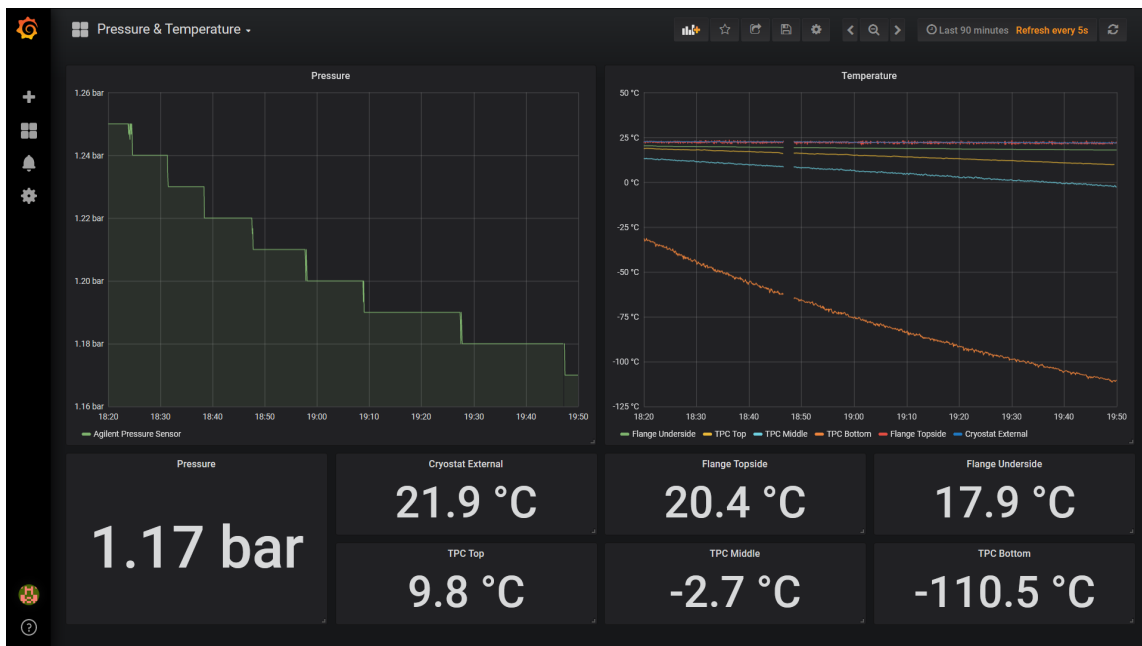 Pressure & Temperature
Last 90 minutes Refresh every 5s
Pressure
1.26 bar
1.24 bar
1.22 bar
1.20 bar
1.18 bar
1.16 bar
18:20 18:30 18:40 18:50 19:00 19:10 19:20 19:30 19:40 19:50
Agilent Pressure Sensor
Temperature
50 °C
25 °C
0 °C
-25 °C
-50 °C
-75 °C
-100 °C
-125 °C
18:20 18:30 18:40 18:50 19:00 19:10 19:20 19:30 19:40 19:50
Flange Underside TPC Top TPC Middle TPC Bottom Flange Topside Cryostat External
Pressure
1.17 bar
Cryostat External
21.9 °C
Flange Topside
20.4 °C
Flange Underside
17.9 °C
TPC Top
9.8 °C
TPC Middle
-2.7 °C
TPC Bottom
-110.5 °C